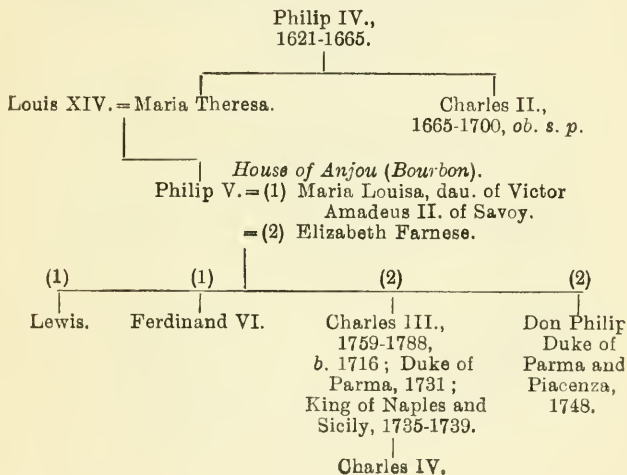 Philip IV.,
1621-1665.
Louis XIV. = Maria Theresa.
Charles II.,
1665-1700, ob. s. p.
House of Anjou (Bourbon).
Philip V. = (1) Maria Louisa, dau. of Victor
Amadeus II. of Savoy.
= (2) Elizabeth Farnese.
(1) (1) (2) (2)
Lewis.
Ferdinand VI.
Charles III.,
1759-1788,
b. 1716; Duke of
Parma, 1731;
King of Naples and
Sicily, 1735-1739.
Charles IV.
Don Philip
Duke of
Parma and
Piacenza,
1748.